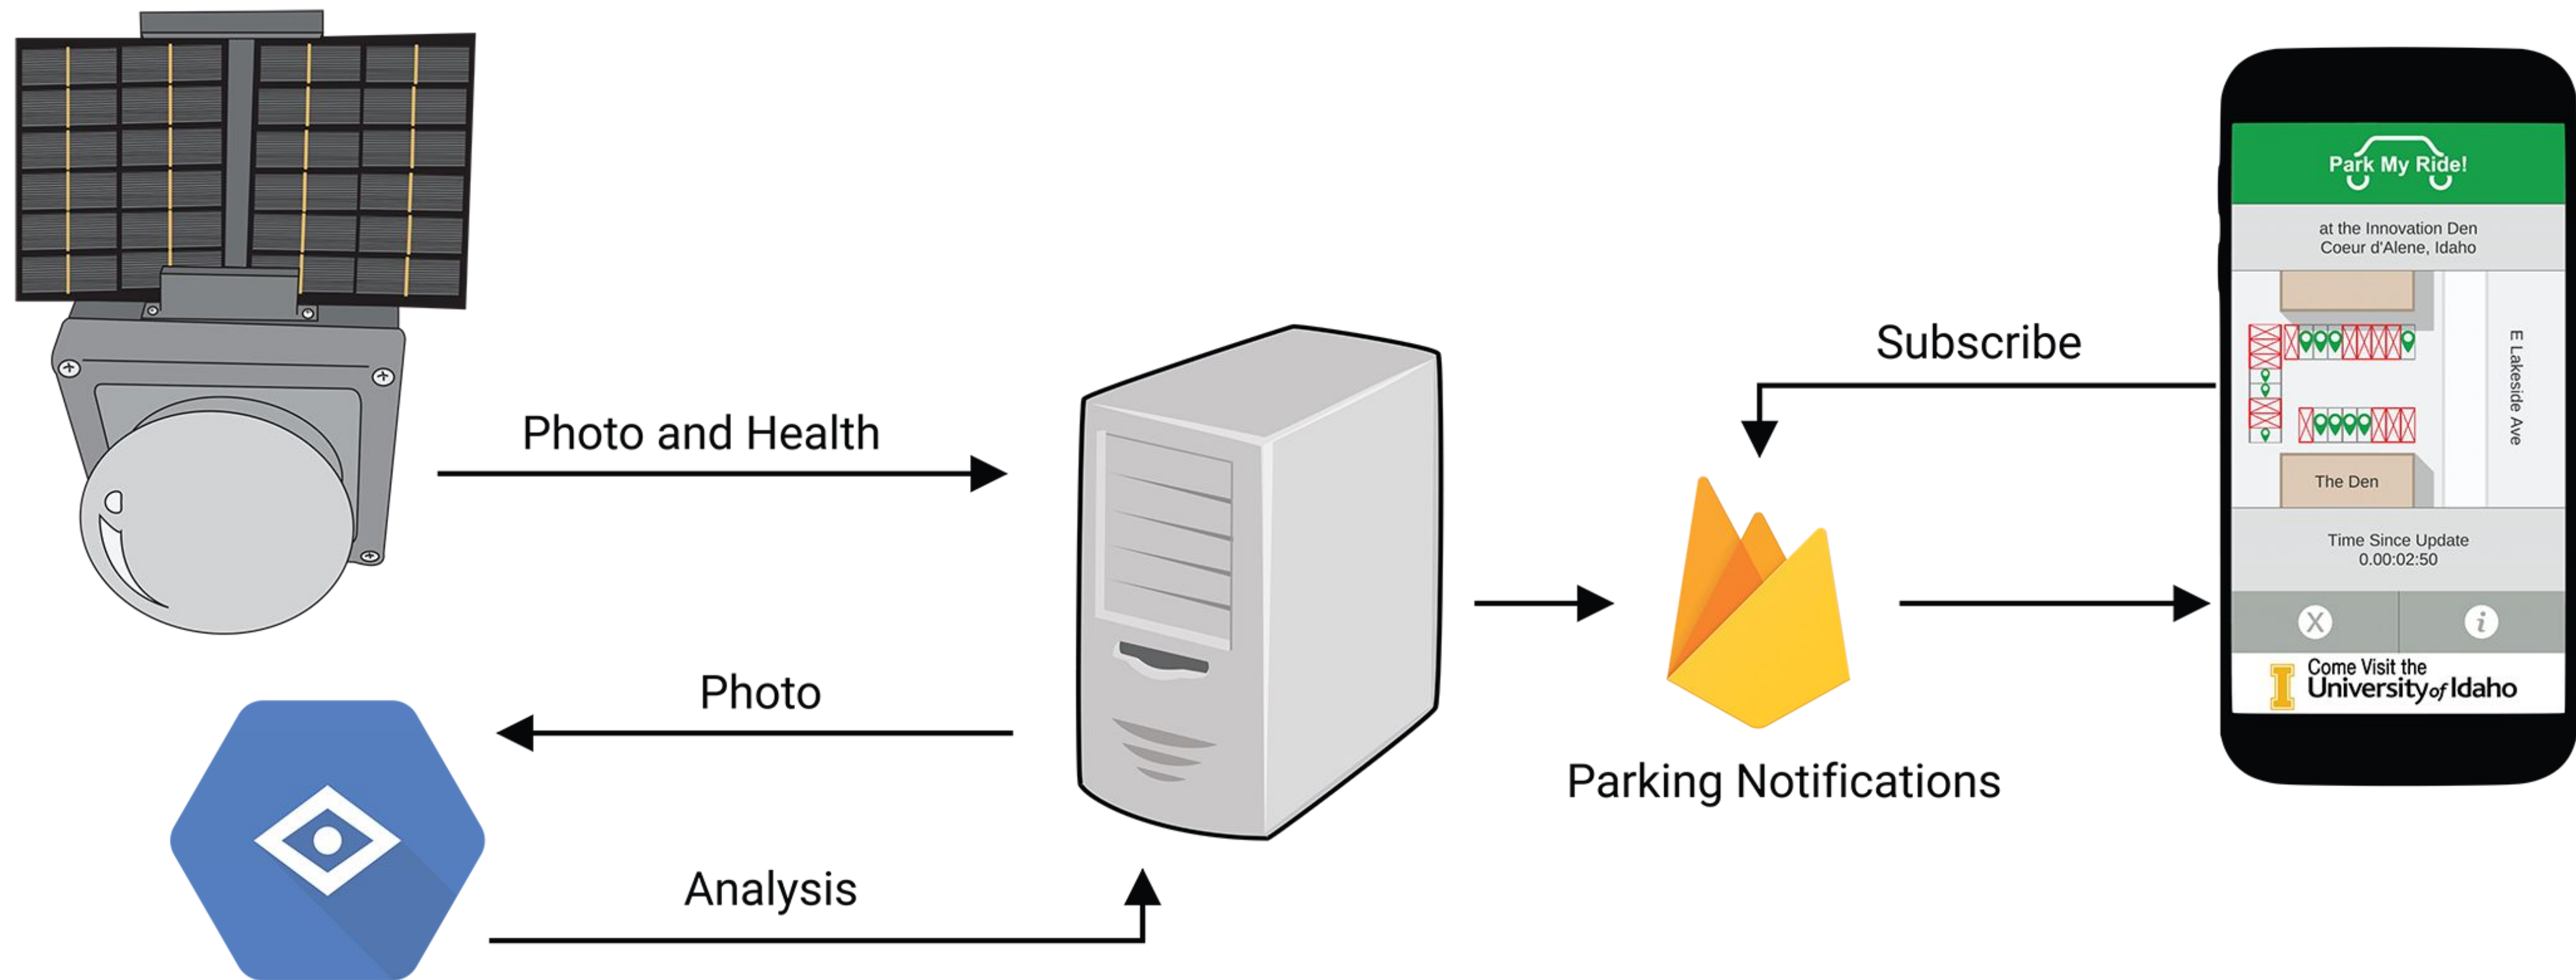 Photo and Health
Photo
Analysis
Subscribe
Parking Notifications
Park My Ride!
at the Innovation Den
Coeur d'Alene, Idaho
E Lakeside Ave
The Den
Time Since Update
0.00:02:50
X
i
I
Come Visit the
University of Idaho